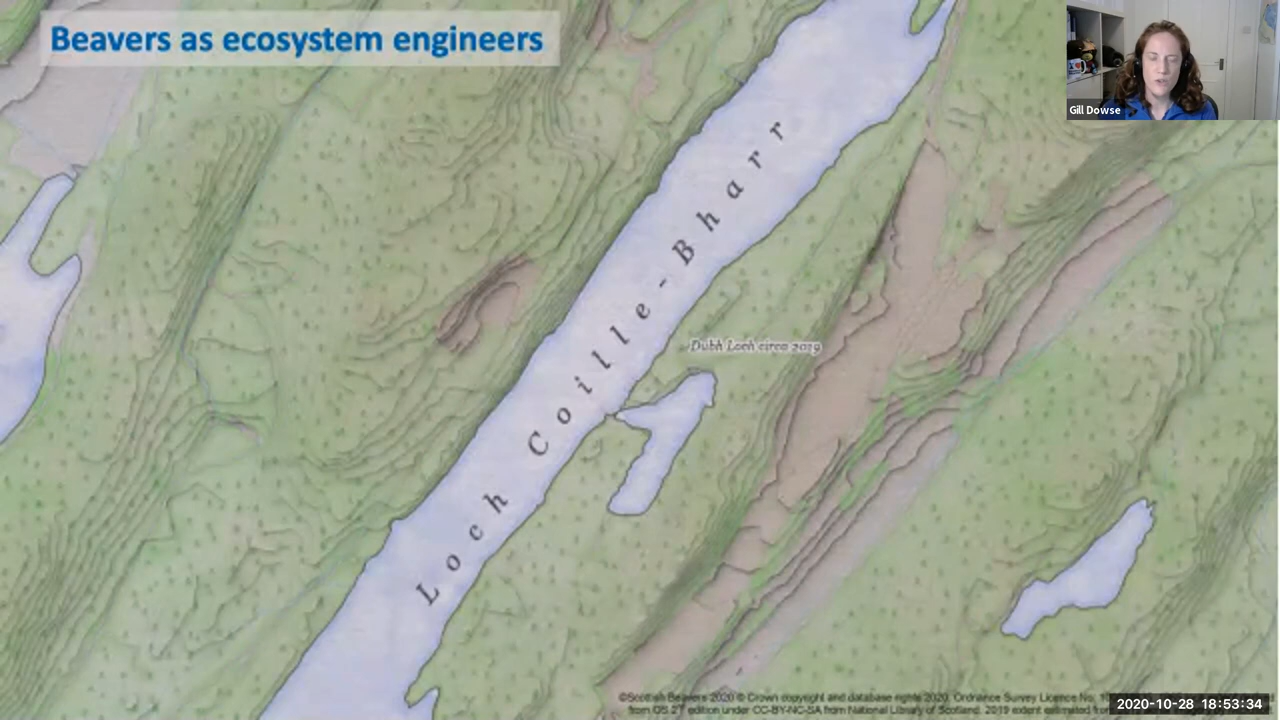 Beavers as ecosystem engineers
Gill Dowse
Loch Coille-Bharr
Dubh Loch circa 2019
©Scottish Beavers 2020 © Crown copyright and database rights 2020. Ordnance Survey Licence No.
from OS 2nd edition under CC-BY-NC-SA from National Library of Scotland. 2019 extent estimated from
2020-10-28 18:53:34